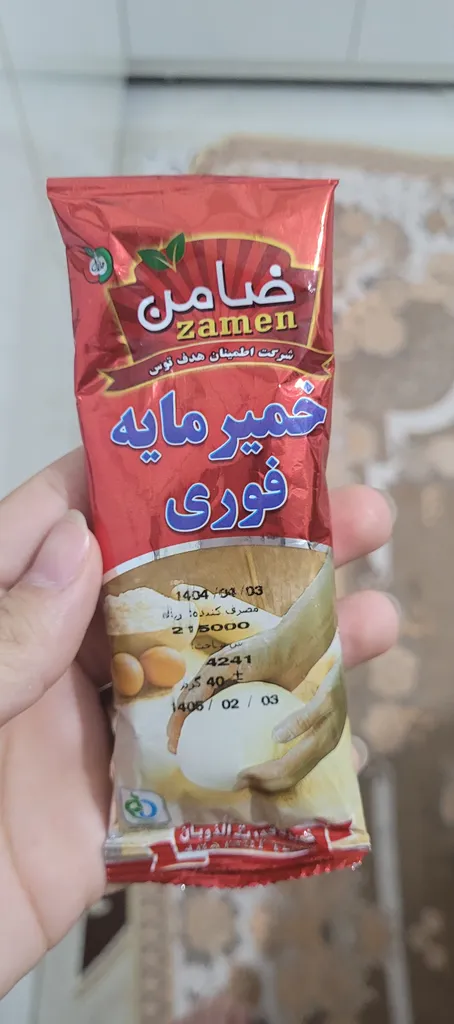 ضامن
zamen
شرکت اطمینان هدف توس
خمیر مایه
فوری
1404/04/03
مصرف کننده: ریال
215000
4241
40 گرم ±
1405/ 02 / 03